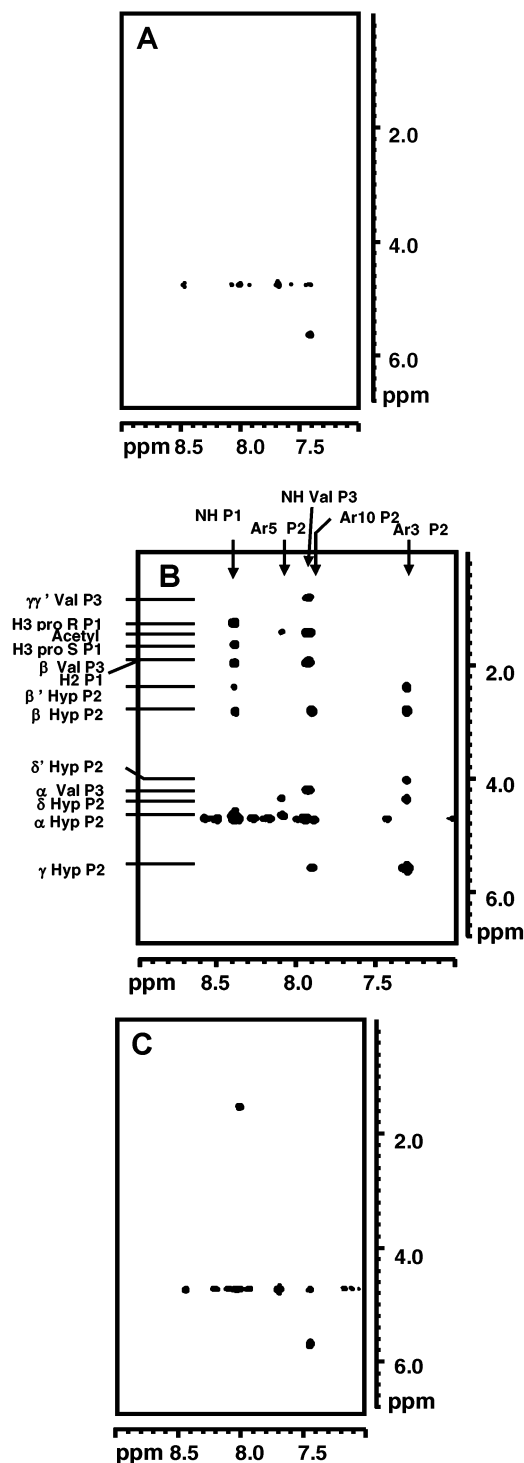 A
2.0
4.0
6.0
ppm
ppm 8.5 8.0 7.5
NH Val P3
NH P1
Ar10 P2
Ar5 P2
Ar3 P2
B
γγ' Val P3
H3 pro R P1
Acetyl
H3 pro S P1
β Val P3
H2 P1
β' Hyp P2
β Hyp P2
δ' Hyp P2
α Val P3
δ Hyp P2
α Hyp P2
γ Hyp P2
2.0
4.0
6.0
ppm
ppm 8.5 8.0 7.5
C
2.0
4.0
6.0
ppm
ppm 8.5 8.0 7.5